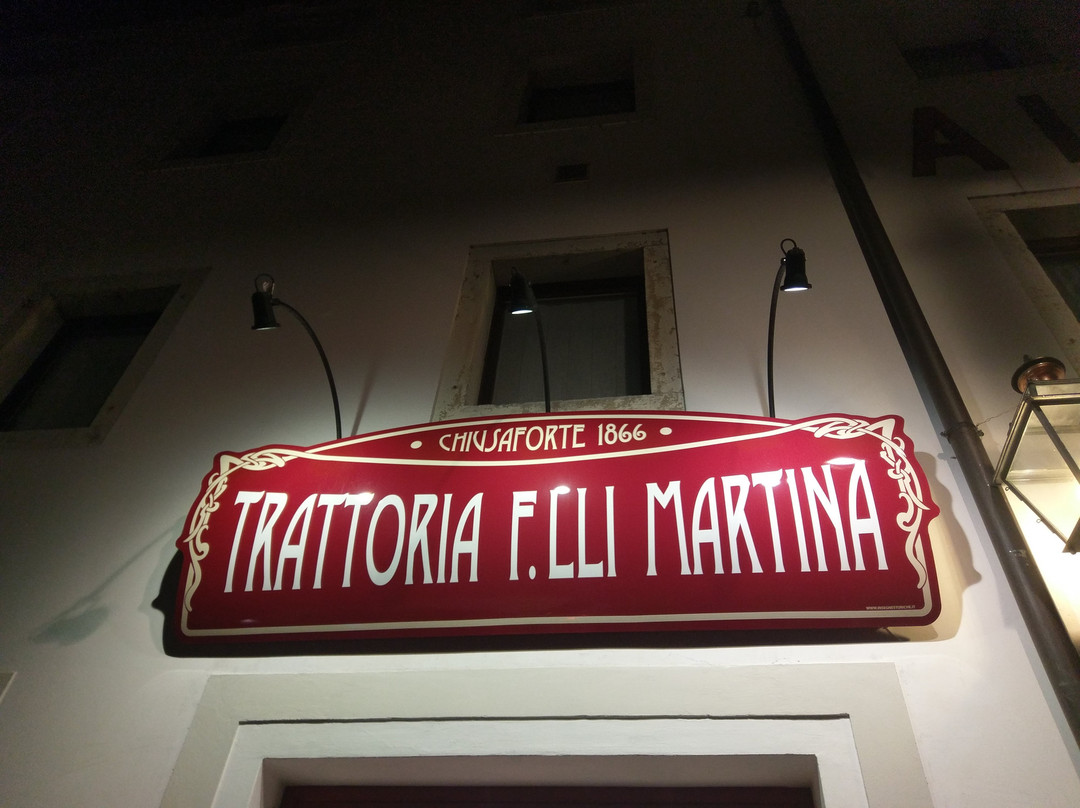 A
CHIUSAFORTE 1866
TRATTORIA F.LLI MARTINA